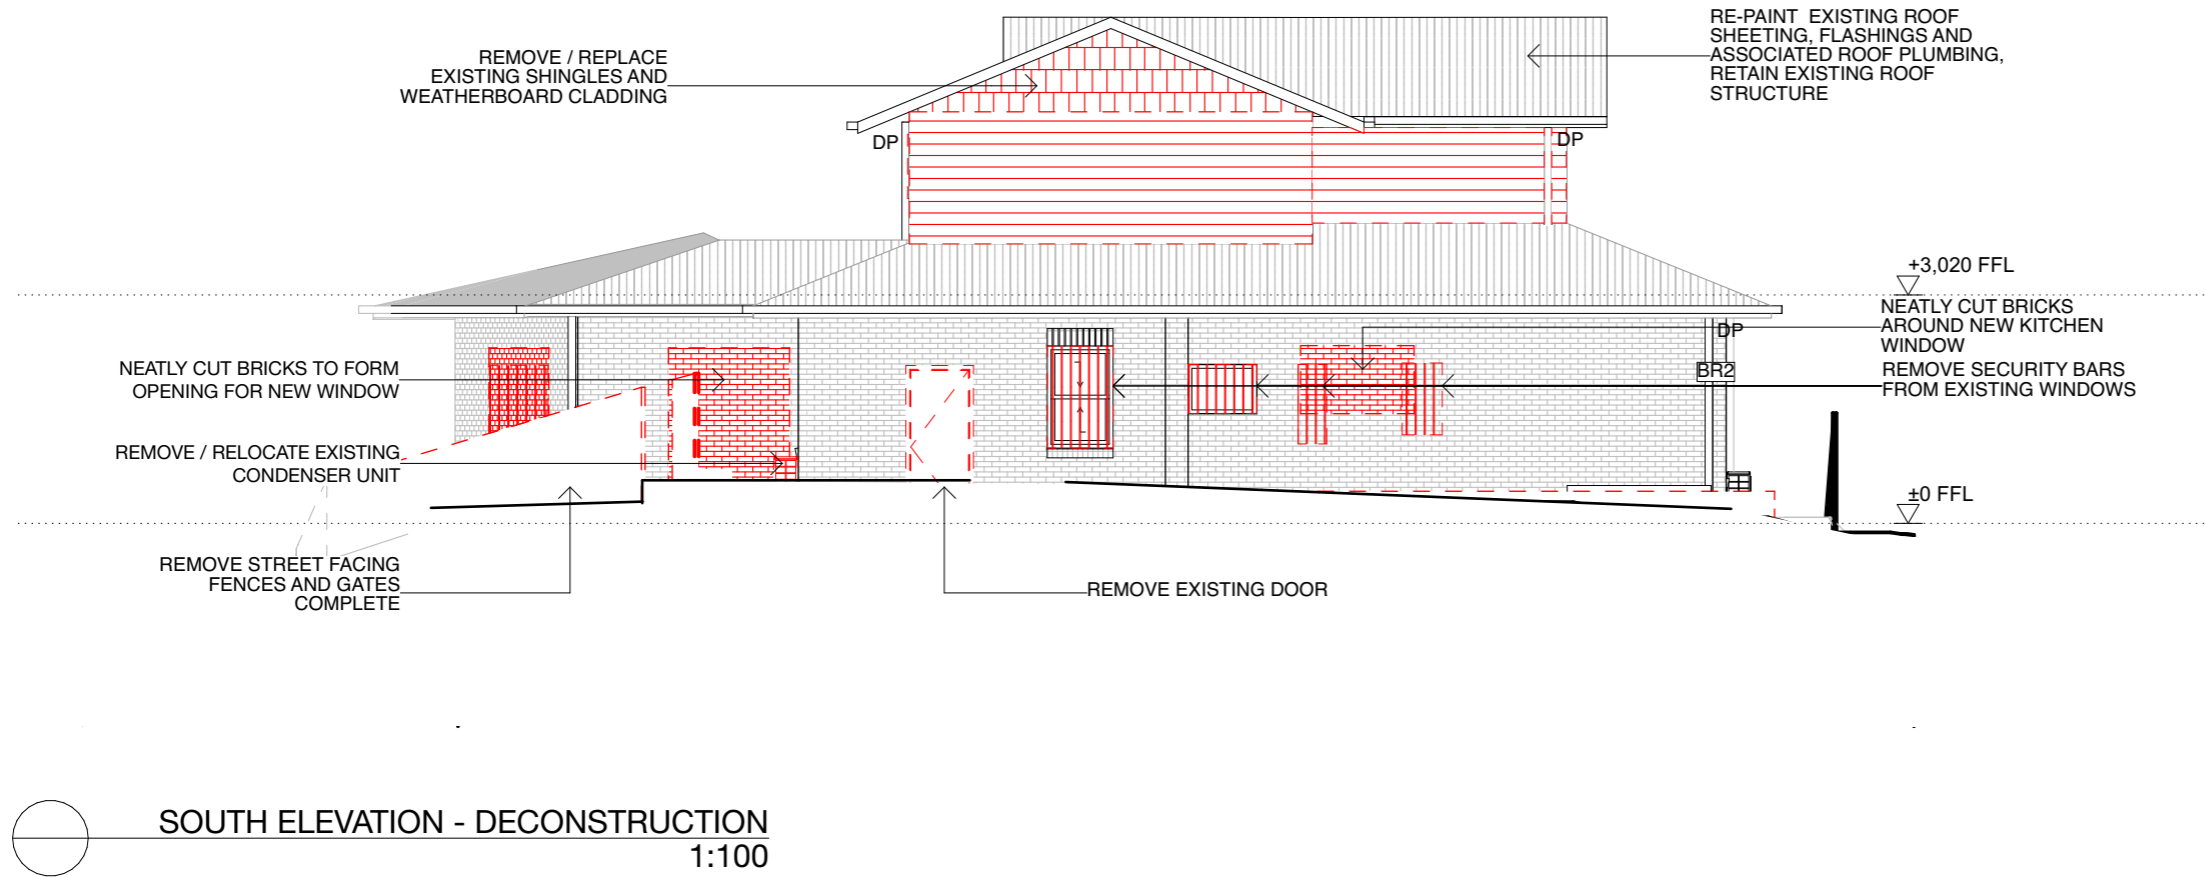 REMOVE / REPLACE
EXISTING SHINGLES AND
WEATHERBOARD CLADDING
RE-PAINT EXISTING ROOF
SHEETING, FLASHINGS AND
ASSOCIATED ROOF PLUMBING,
RETAIN EXISTING ROOF
STRUCTURE
DP
DP
+3,020 FFL
NEATLY CUT BRICKS
AROUND NEW KITCHEN
WINDOW
DP
BR2
REMOVE SECURITY BARS
FROM EXISTING WINDOWS
NEATLY CUT BRICKS TO FORM
OPENING FOR NEW WINDOW
REMOVE / RELOCATE EXISTING
CONDENSER UNIT
±0 FFL
REMOVE STREET FACING
FENCES AND GATES
COMPLETE
REMOVE EXISTING DOOR
SOUTH ELEVATION - DECONSTRUCTION
1:100